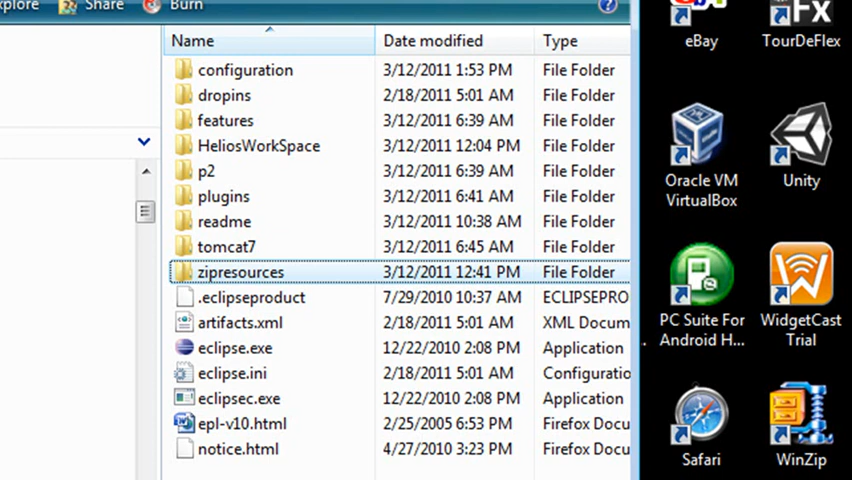 xplore Share Burn
Name Date modified Type
configuration 3/12/2011 1:53 PM File Folder
dropins 2/18/2011 5:01 AM File Folder
features 3/12/2011 6:39 AM File Folder
HeliosWorkSpace 3/12/2011 12:04 PM File Folder
p2 3/12/2011 6:39 AM File Folder
plugins 3/12/2011 6:41 AM File Folder
readme 3/12/2011 10:38 AM File Folder
tomcat7 3/12/2011 6:45 AM File Folder
zipresources 3/12/2011 12:41 PM File Folder
.eclipseproduct 7/29/2010 10:37 AM ECLIPSEPRO
artifacts.xml 2/18/2011 5:01 AM XML Docum
eclipse.exe 12/22/2010 2:08 PM Application
eclipse.ini 2/18/2011 5:01 AM Configuratio
eclipsec.exe 12/22/2010 2:08 PM Application
epl-v10.html 2/25/2005 6:53 PM Firefox Docu
notice.html 4/27/2010 3:23 PM Firefox Docu
eBay
TourDeFlex
Oracle VM
VirtualBox
Unity
PC Suite For
Android H...
WidgetCast
Trial
Safari
WinZip